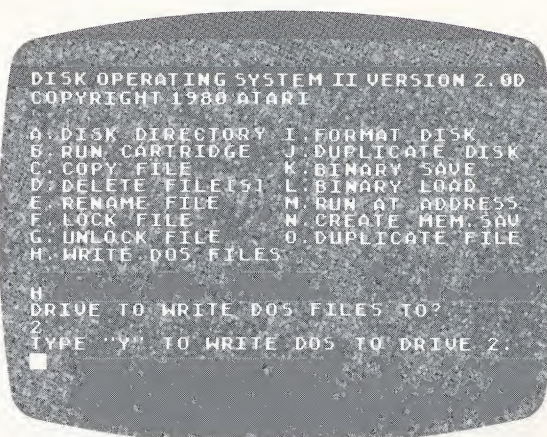 DISK OPERATING SYSTEM II VERSION 2.0D
COPYRIGHT 1980 ATARI
A. DISK DIRECTORY I. FORMAT DISK
B. RUN CARTRIDGE J. DUPLICATE DISK
C. COPY FILE K. BINARY SAVE
D. DELETE FILE[S] L. BINARY LOAD
E. RENAME FILE M. RUN AT ADDRESS
F. LOCK FILE N. CREATE MEM.SAV
G. UNLOCK FILE O. DUPLICATE FILE
H. WRITE DOS FILES
H
DRIVE TO WRITE DOS FILES TO?
2
TYPE "Y" TO WRITE DOS TO DRIVE 2.